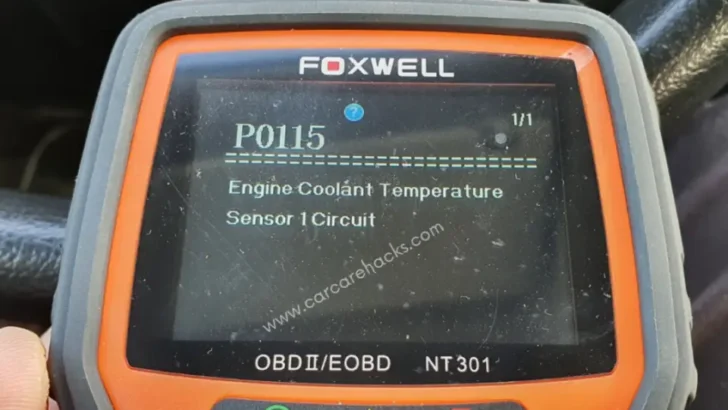 FOXWELL
?
1/1
P0115
Engine Coolant Temperature
Sensor 1 Circuit
www.carcarehacks.com
OBDII/EOBD NT301